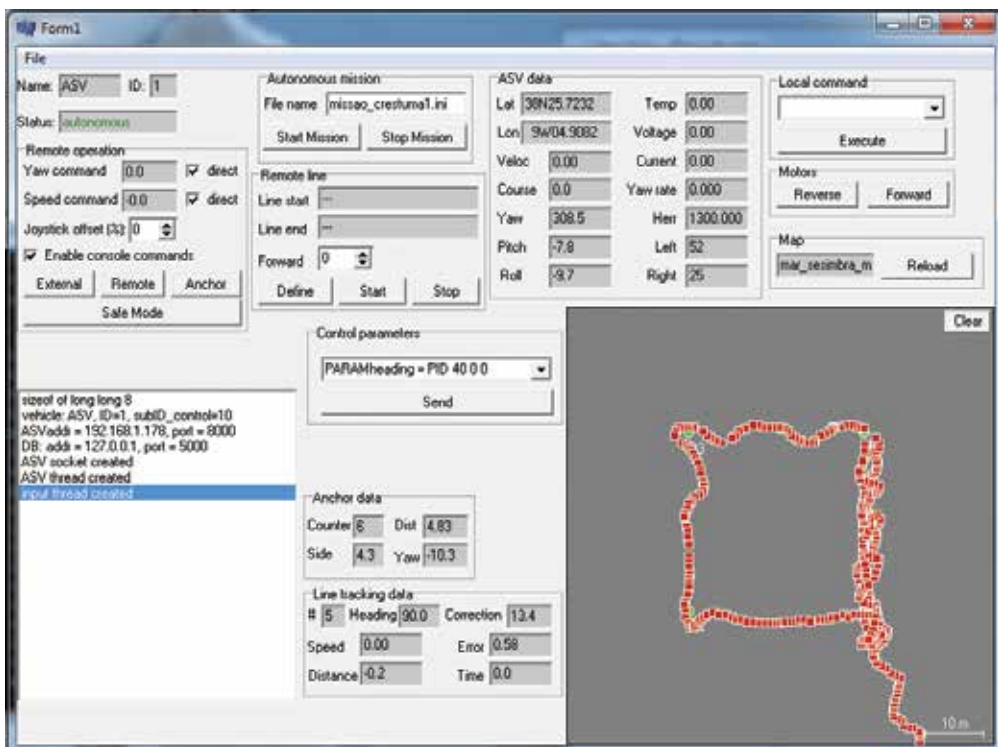 Form1
File
Name: ASV ID: 1
Status: autonomous
Remote operation
Yaw command 0.0 direct
Speed command -0.0 direct
Joystick offset (%): 0
Enable console commands
External Remote Anchor
Safe Mode
Autonomous mission
File name missao_crestuma1.ini
Start Mission Stop Mission
Remote line
Line start ---
Line end ---
Forward 0
Define Start Stop
ASV data
Lat 38N25.7232 Temp 0.00
Lon 9W04.9082 Voltage 0.00
Veloc 0.00 Current 0.00
Course 0.0 Yaw rate 0.000
Yaw 308.5 Herr 1300.000
Pitch -7.8 Left 52
Roll -9.7 Right 25
Local command
Execute
Motors
Reverse Forward
Map
mar_sesimbra_m Reload
Control parameters
PARAMheading = PID 40 0 0
Send
sizeof of long long 8
vehicle: ASV, ID=1, subID_control=10
ASVaddr = 192.168.1.178, port = 8000
DB: addr = 127.0.0.1, port = 5000
ASV socket created
ASV thread created
input thread created
Anchor data
Counter 6 Dist 4.83
Side 4.3 Yaw -10.3
Line tracking data
# 5 Heading 90.0 Correction 13.4
Speed 0.00 Error 0.58
Distance -0.2 Time 0.0
Clear
10 m